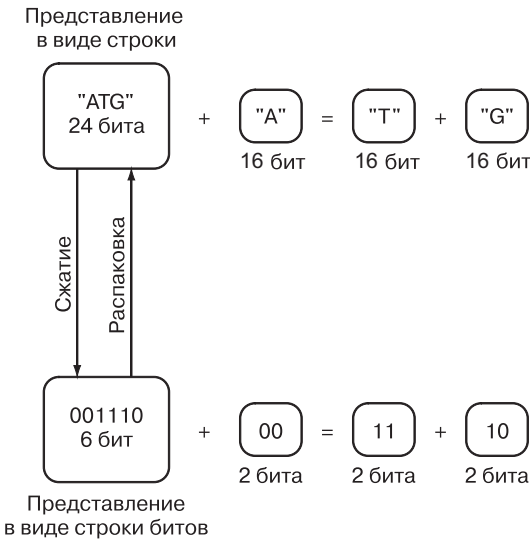 Представление
в виде строки
"ATG"
24 бита
+
"A"
=
"T"
+
"G"
16 бит
16 бит
16 бит
Сжатие
Распаковка
001110
6 бит
+
00
=
11
+
10
2 бита
2 бита
2 бита
Представление
в виде строки битов